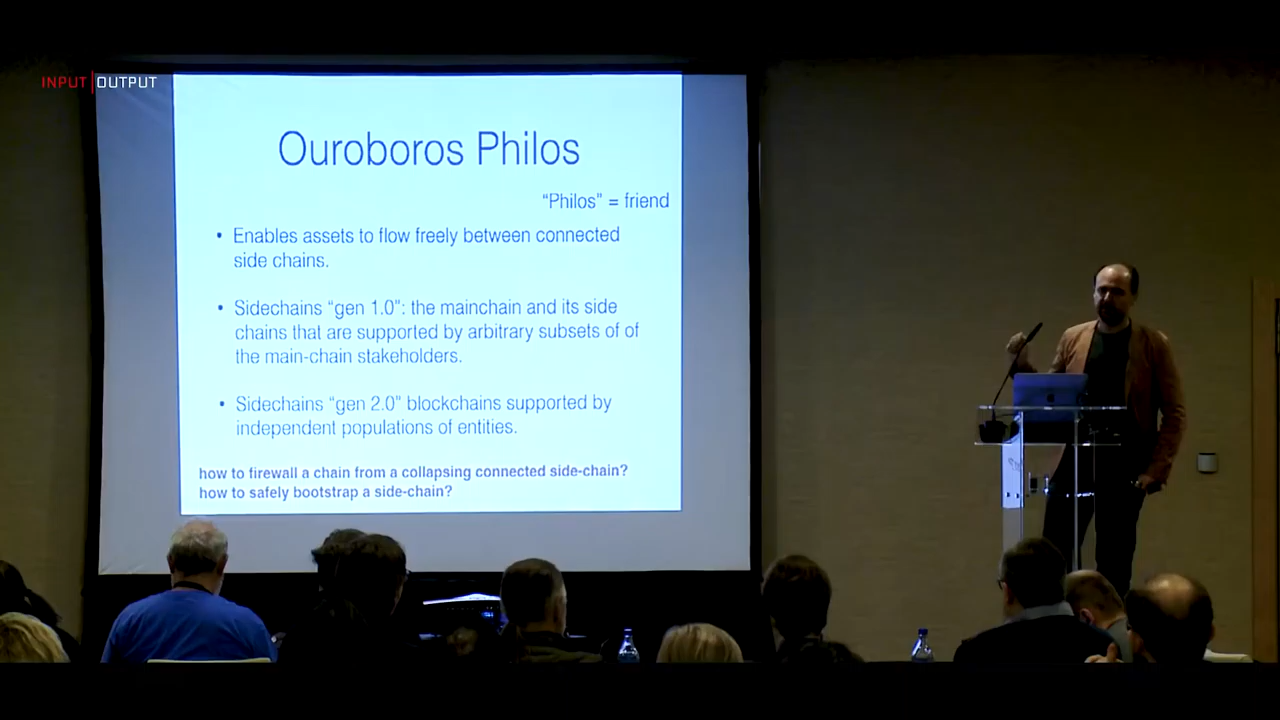 INPUT|OUTPUT
Ouroboros Philos
“Philos” = friend
• Enables assets to flow freely between connected
side chains.
• Sidechains “gen 1.0”: the mainchain and its side
chains that are supported by arbitrary subsets of of
the main-chain stakeholders.
• Sidechains “gen 2.0” blockchains supported by
independent populations of entities.
how to firewall a chain from a collapsing connected side-chain?
how to safely bootstrap a side-chain?